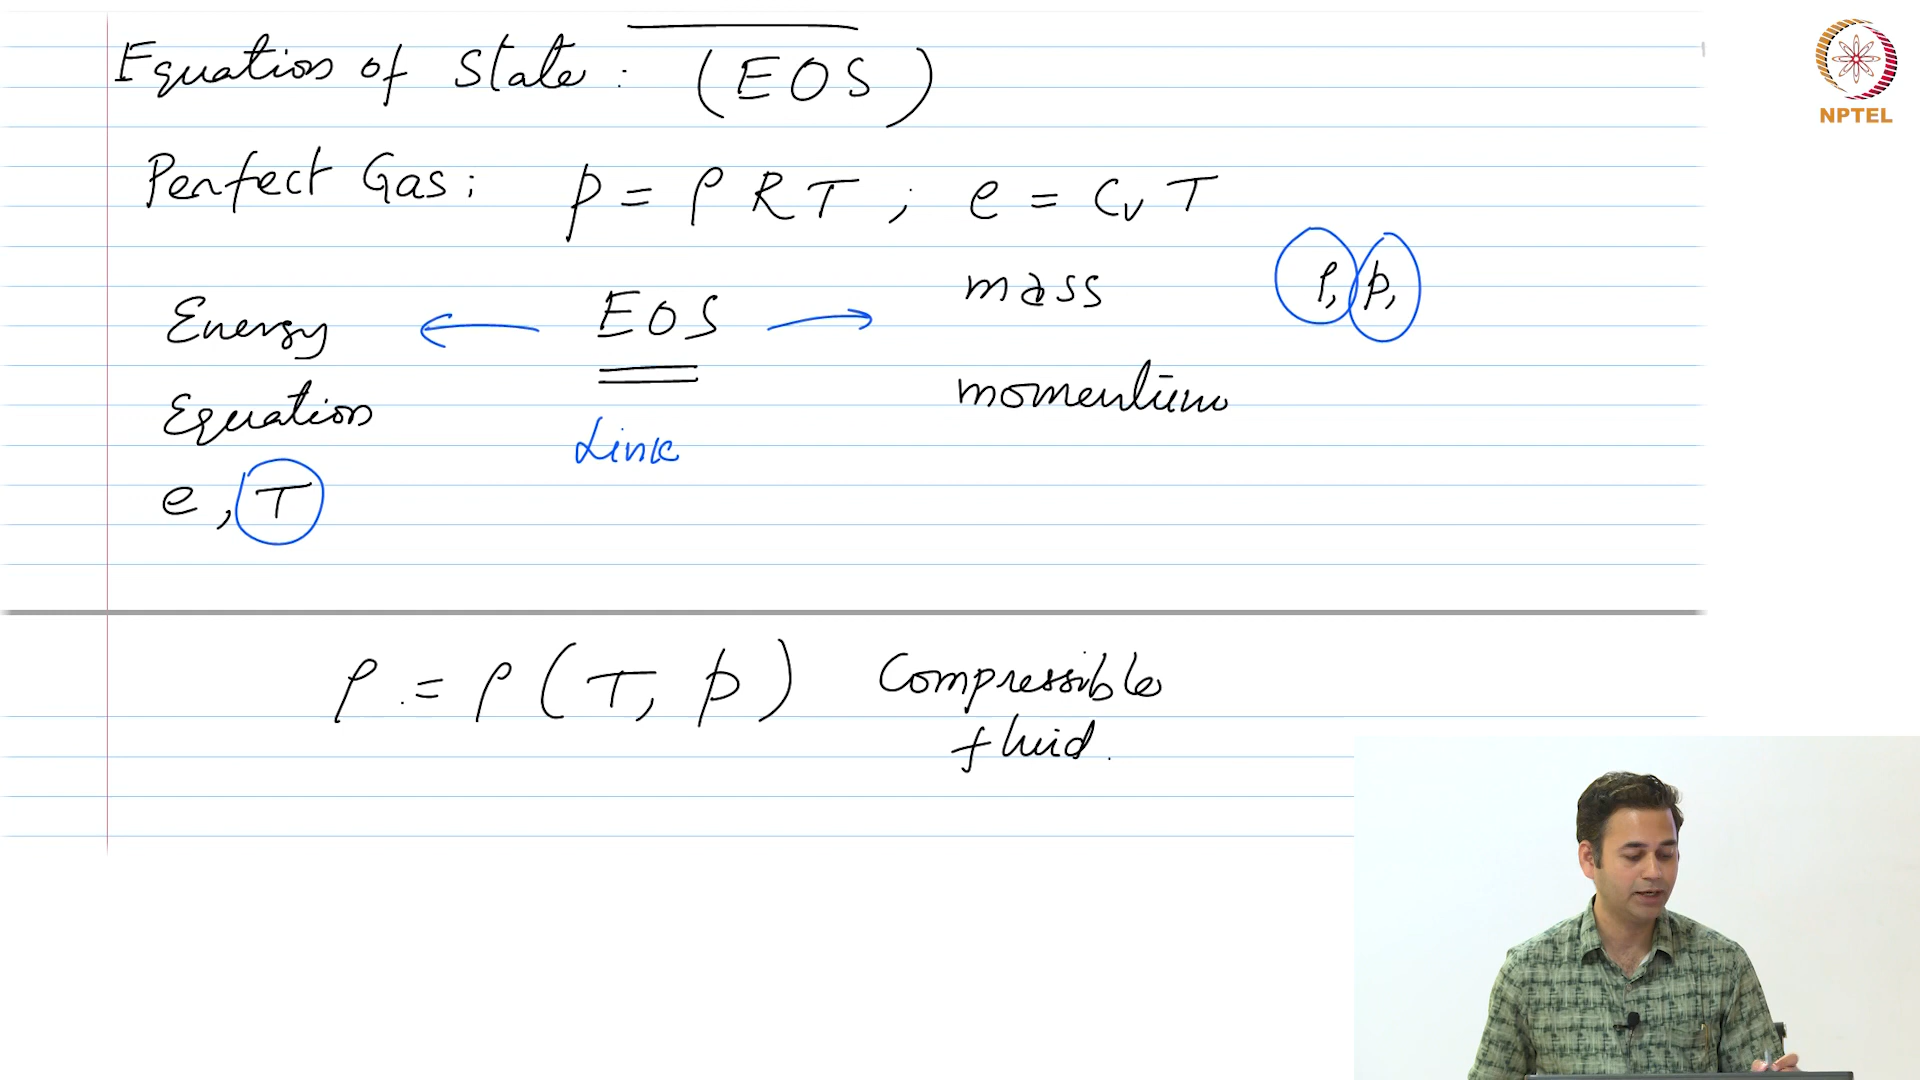 Equation of State : (EOS)
Perfect Gas : p = ρ R T ; e = Cv T
mass ρ, p,
Energy ← EOS →
Equation momentum
Link
e, T
ρ = ρ (T, p) Compressible
fluid.
NPTEL